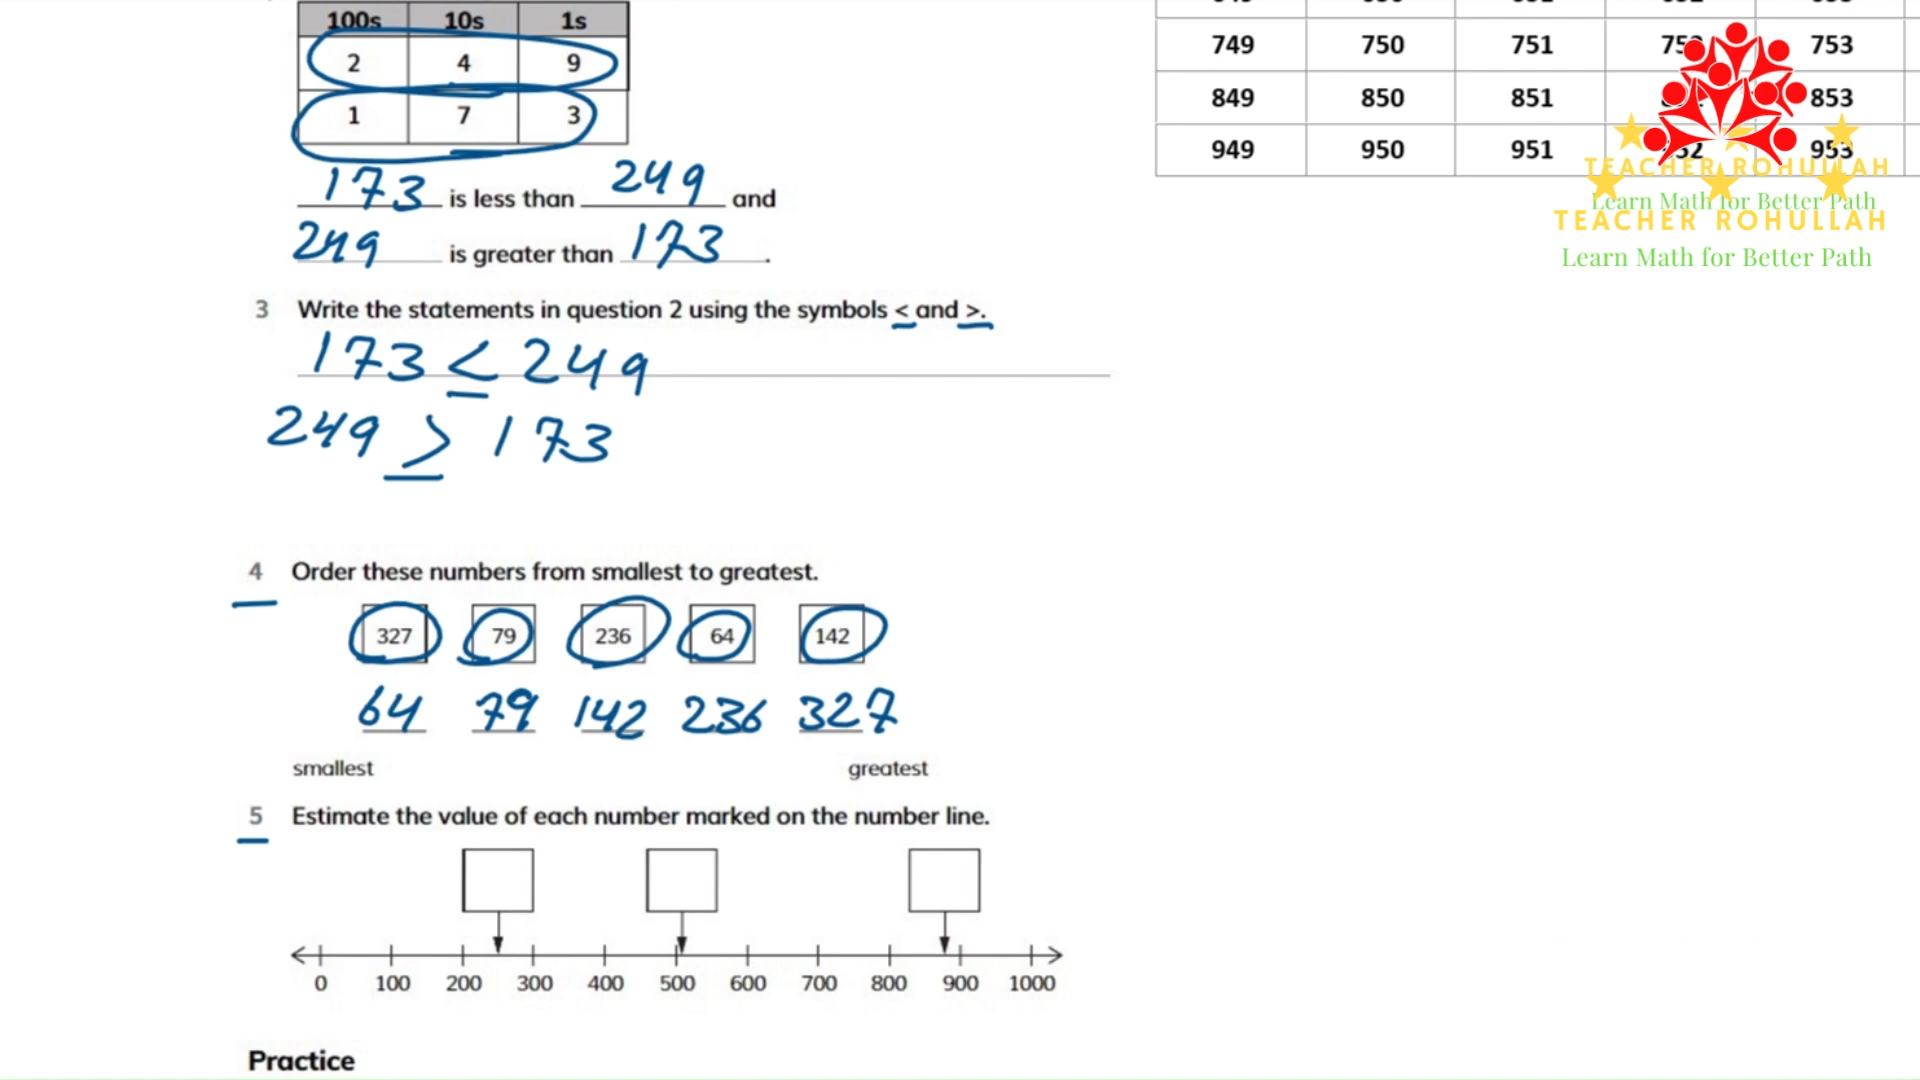 100s 10s 1s
2 4 9
1 7 3
173 is less than 249 and
249 is greater than 173 .
3 Write the statements in question 2 using the symbols < and >.
173 < 249
249 > 173
4 Order these numbers from smallest to greatest.
327 79 236 64 142
64 79 142 236 327
smallest greatest
5 Estimate the value of each number marked on the number line.
0 100 200 300 400 500 600 700 800 900 1000
Practice
749 750 751 752 753
849 850 851 853
949 950 951 952 953
TEACHER ROHULLAH
Learn Math for Better Path
TEACHER ROHULLAH
Learn Math for Better Path